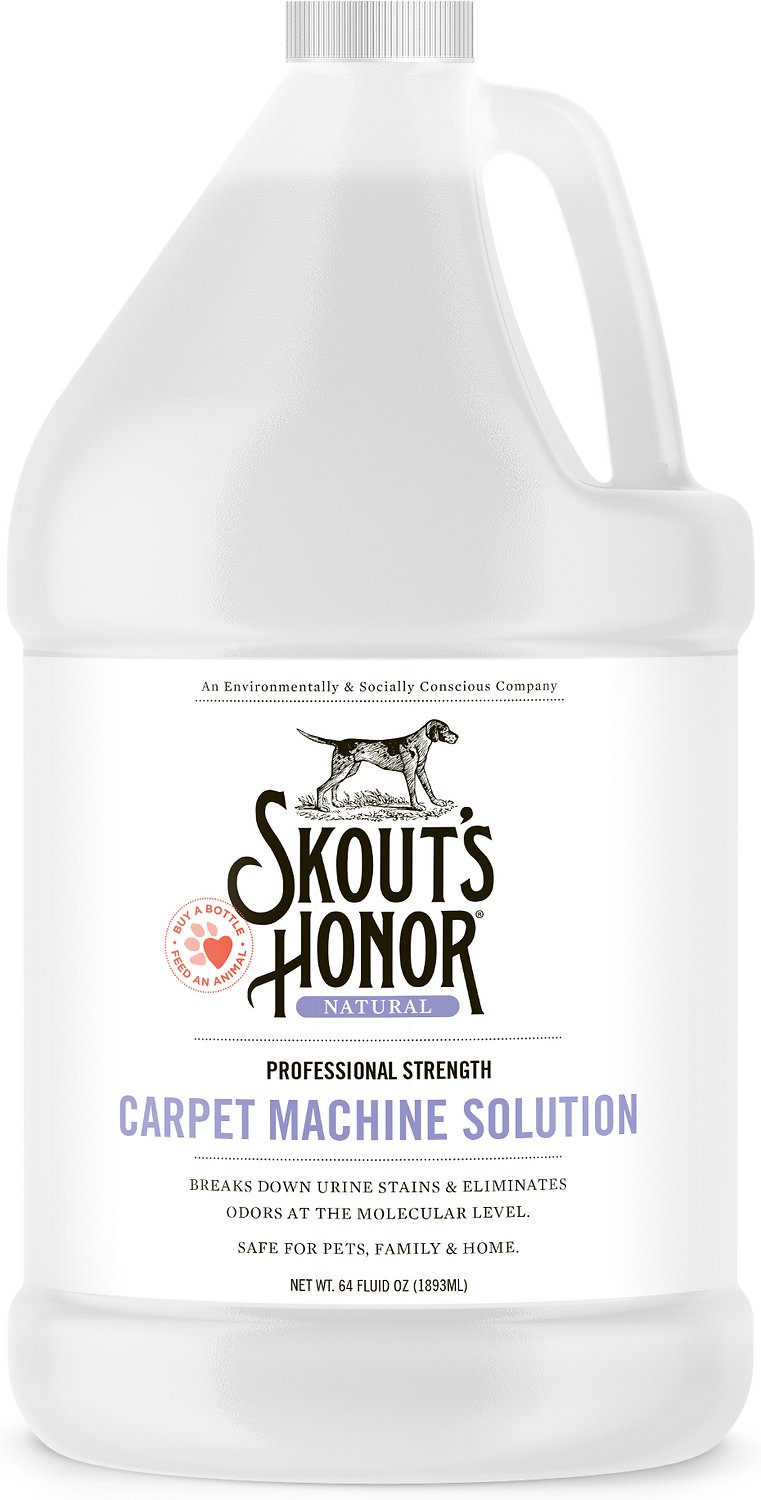 An Environmentally & Socially Conscious Company
SKOUT'S
HONOR®
BUY A BOTTLE
FEED AN ANIMAL
NATURAL
PROFESSIONAL STRENGTH
CARPET MACHINE SOLUTION
BREAKS DOWN URINE STAINS & ELIMINATES
ODORS AT THE MOLECULAR LEVEL.
SAFE FOR PETS, FAMILY & HOME.
NET WT. 64 FLUID OZ (1893ML)